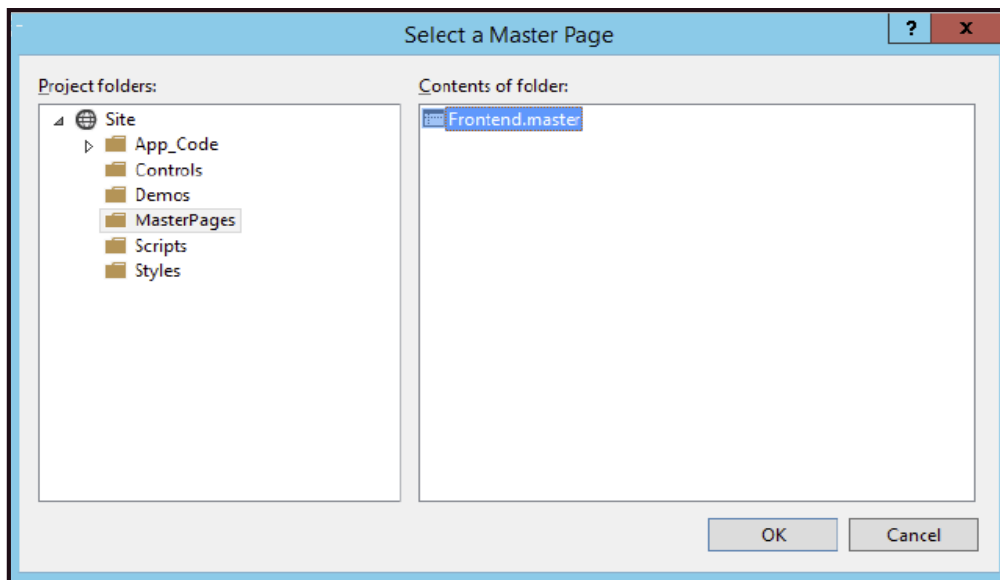 Select a Master Page
? x
Project folders:
Contents of folder:
Site
App_Code
Controls
Demos
MasterPages
Scripts
Styles
Frontend.master
OK
Cancel